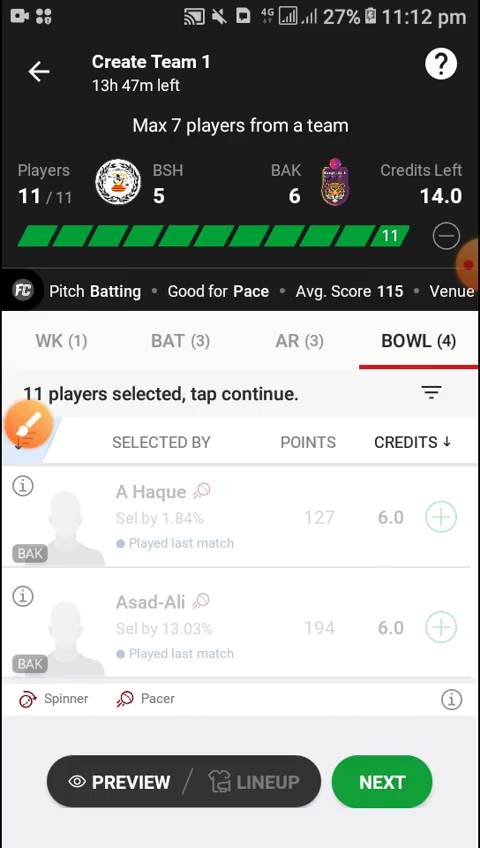 4G 27% 11:12 pm
Create Team 1
13h 47m left
?
Max 7 players from a team
Players BSH BAK Credits Left
11 / 11 5 6 14.0
11
FC Pitch Batting • Good for Pace • Avg. Score 115 • Venue
WK (1) BAT (3) AR (3) BOWL (4)
11 players selected, tap continue.
SELECTED BY POINTS CREDITS ↓
A Haque
Sel by 1.84% 127 6.0
Played last match
BAK
Asad-Ali
Sel by 13.03% 194 6.0
Played last match
BAK
Spinner Pacer
PREVIEW / LINEUP NEXT